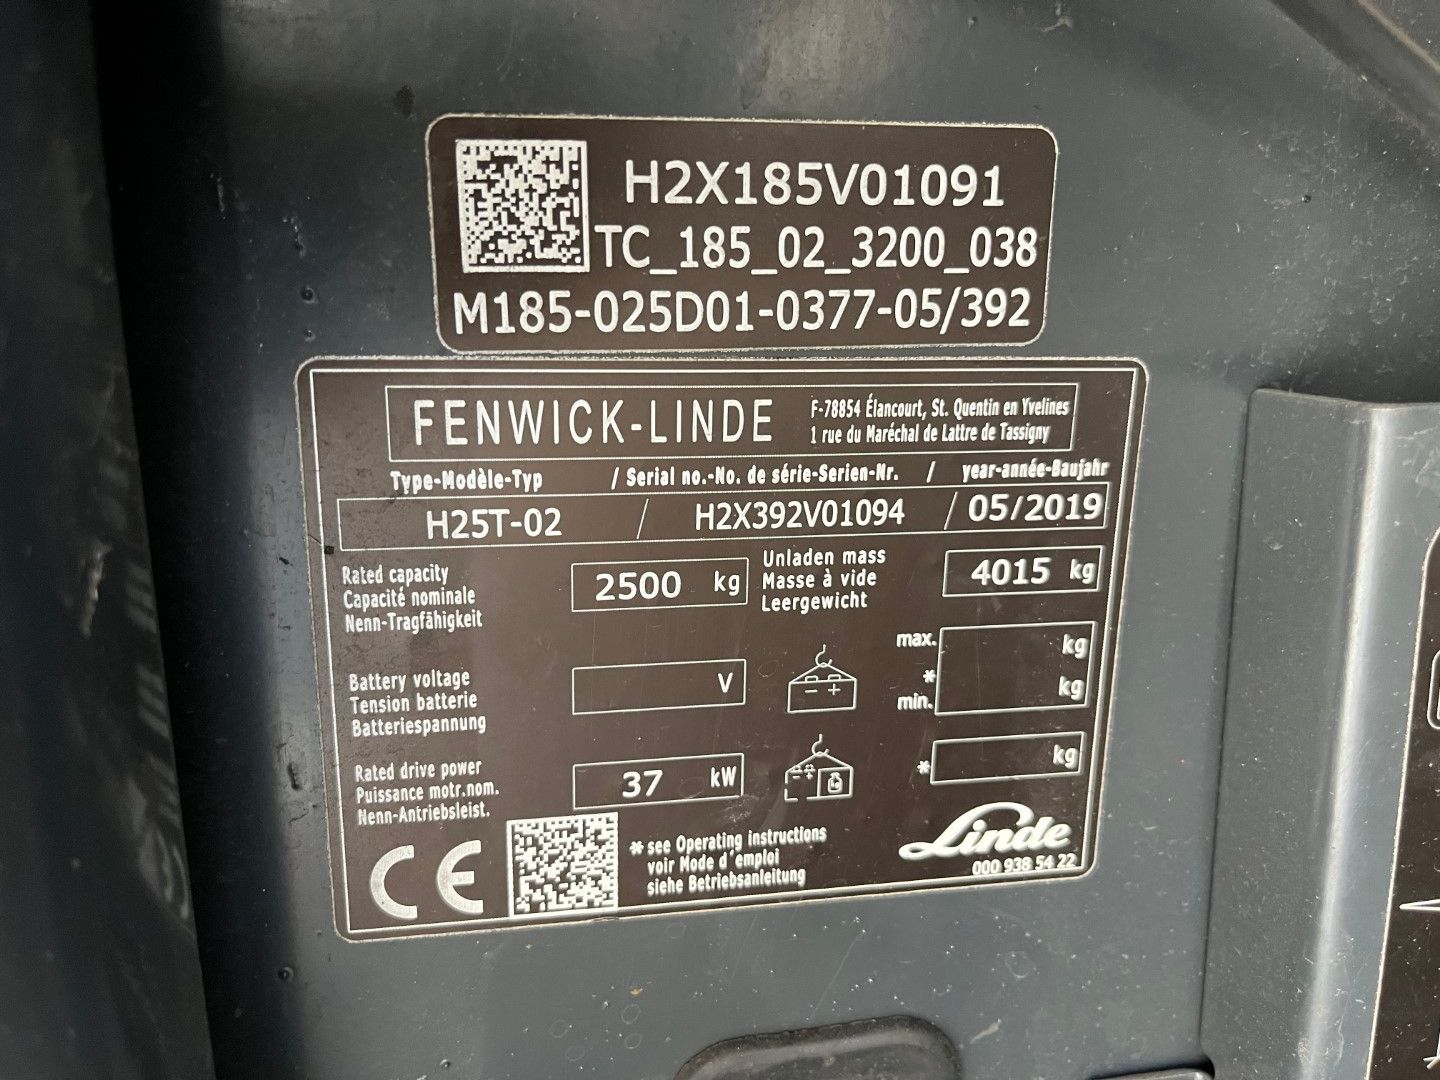 H2X185V01091
TC_185_02_3200_038
M185-025D01-0377-05/392
FENWICK-LINDE
F-78854 Élancourt, St. Quentin en Yvelines
1 rue du Maréchal de Lattre de Tassigny
Type-Modèle-Typ / Serial no.-No. de série-Serien-Nr. / year-année-Baujahr
H25T-02 / H2X392V01094 / 05/2019
Rated capacity
Capacité nominale
Nenn-Tragfähigkeit
2500 kg
Unladen mass
Masse à vide
Leergewicht
4015 kg
Battery voltage
Tension batterie
Batteriespannung
V
max. kg
*
min. kg
Rated drive power
Puissance motr.nom.
Nenn-Antriebsleist.
37 kW
* kg
CE
* see Operating instructions
voir Mode d'emploi
siehe Betriebsanleitung
Linde
000 938 54 22